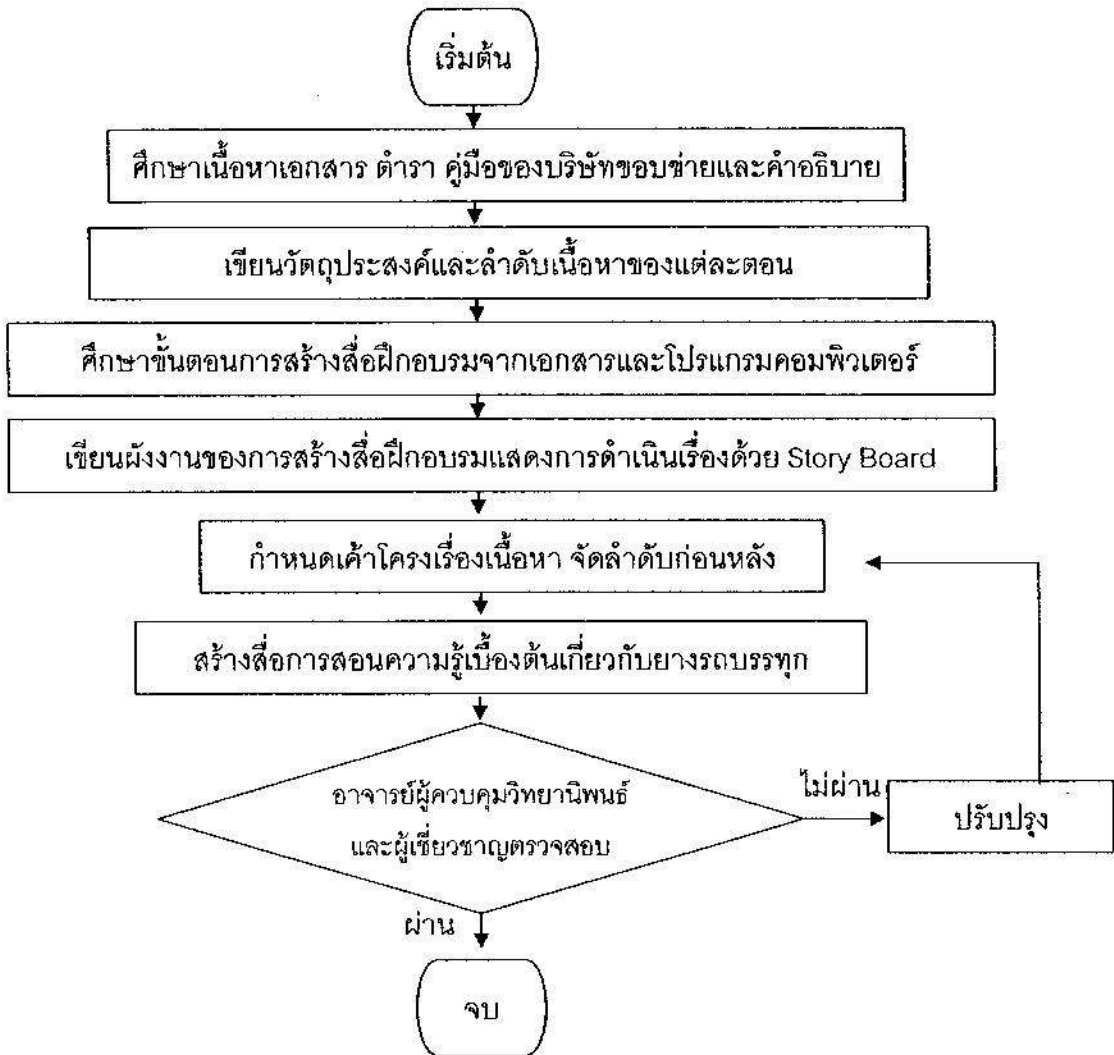 เริ่มต้น
ศึกษาเนื้อหาเอกสาร ตำรา คู่มือของบริษัทขอบข่ายและคำอธิบาย
เขียนวัตถุประสงค์และลำดับเนื้อหาของแต่ละตอน
ศึกษาขั้นตอนการสร้างสื่อฝึกอบรมจากเอกสารและโปรแกรมคอมพิวเตอร์
เขียนผังงานของการสร้างสื่อฝึกอบรมแสดงการดำเนินเรื่องด้วย Story Board
กำหนดเค้าโครงเรื่องเนื้อหา จัดลำดับก่อนหลัง
สร้างสื่อการสอนความรู้เบื้องต้นเกี่ยวกับยางรถบรรทุก
อาจารย์ผู้ควบคุมวิทยานิพนธ์
และผู้เชี่ยวชาญตรวจสอบ
ไม่ผ่าน
ปรับปรุง
ผ่าน
จบ